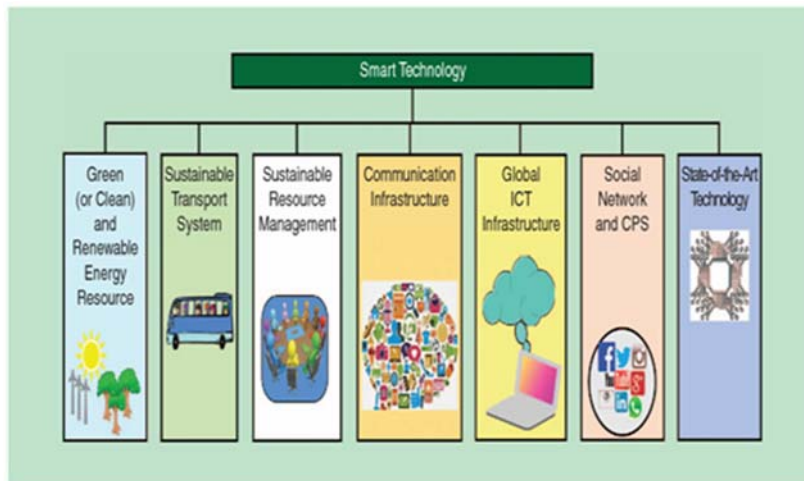 Smart Technology
Green
(or Clean)
and
Renewable
Energy
Resource
Sustainable
Transport
System
Sustainable
Resource
Management
Communication
Infrastructure
Global
ICT
Infrastructure
Social
Network
and CPS
State-of-the-Art
Technology